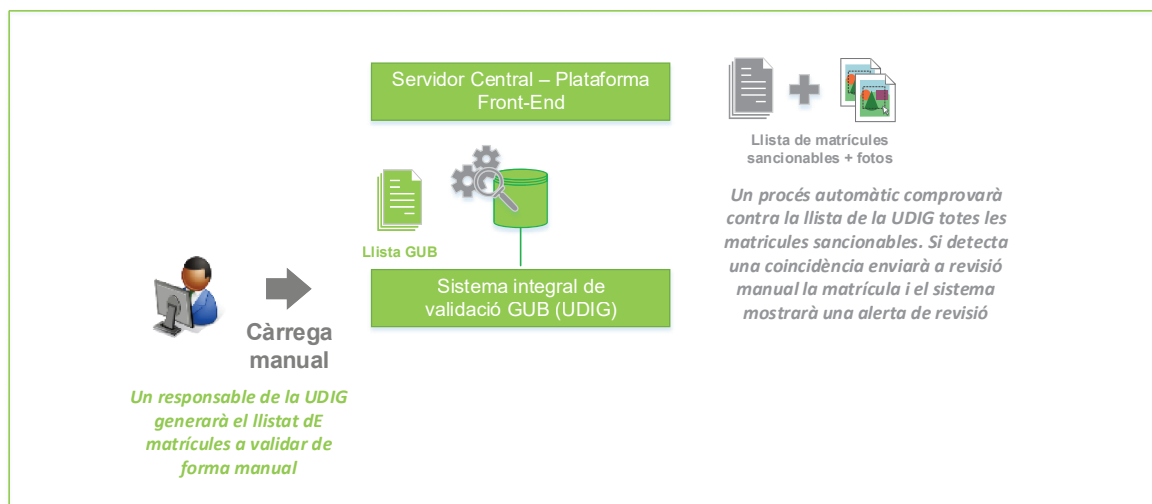 Servidor Central – Plataforma
Front-End
Llista de matrícules
sancionables + fotos
Un procés automàtic comprovarà
contra la llista de la UDIG totes les
matricules sancionables. Si detecta
una coincidència enviarà a revisió
manual la matrícula i el sistema
mostrarà una alerta de revisió
Llista GUB
Sistema integral de
validació GUB (UDIG)
Càrrega
manual
Un responsable de la UDIG
generarà el llistat dE
matrícules a validar de
forma manual